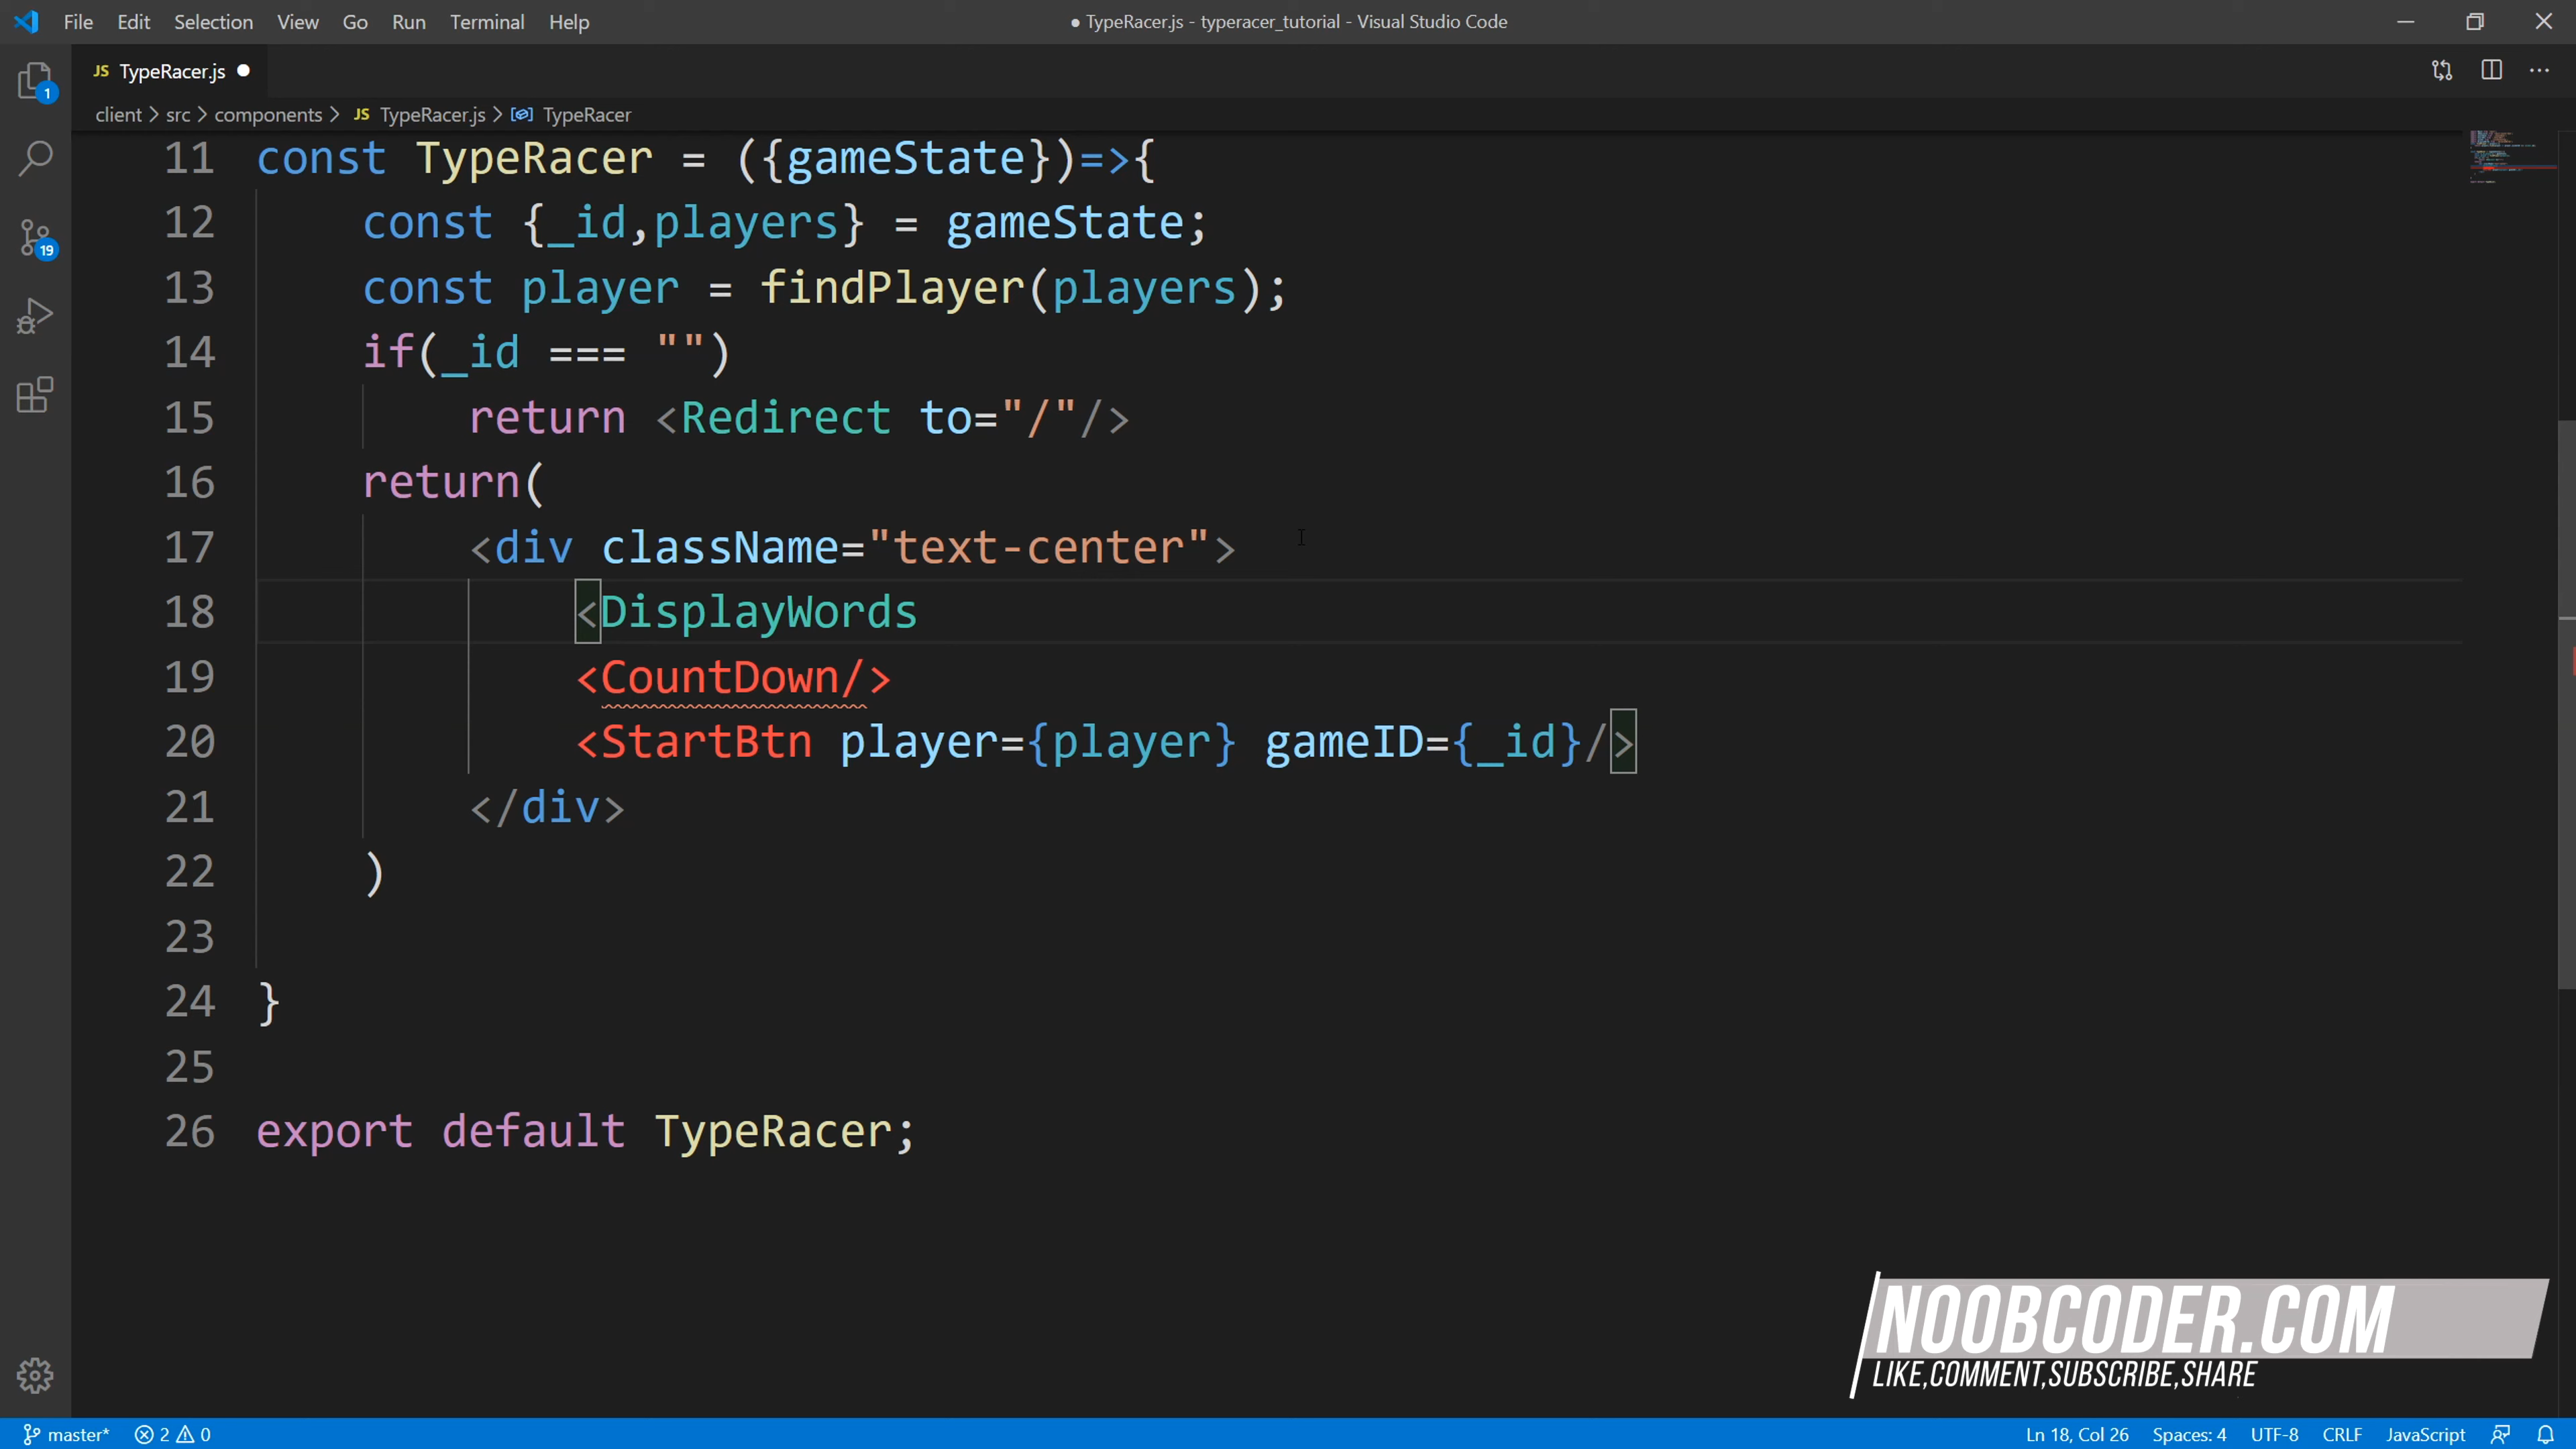 File Edit Selection View Go Run Terminal Help
● TypeRacer.js - typeracer_tutorial - Visual Studio Code
JS TypeRacer.js ●
client > src > components > JS TypeRacer.js > TypeRacer
1
19
11 const TypeRacer = ({gameState})=>{
12 const {_id,players} = gameState;
13 const player = findPlayer(players);
14 if(_id === "")
15 return <Redirect to="/"/>
16 return(
17 <div className="text-center">
18 <DisplayWords
19 <CountDown/>
20 <StartBtn player={player} gameID={_id}/>
21 </div>
22 )
23
24 }
25
26 export default TypeRacer;
NOOBCODER.COM
LIKE,COMMENT,SUBSCRIBE,SHARE
master* 2 0 Ln 18, Col 26 Spaces: 4 UTF-8 CRLF JavaScript